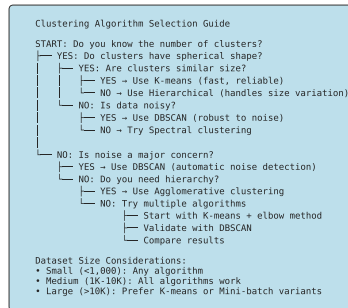 Clustering Algorithm Selection Guide
START: Do you know the number of clusters?
├── YES: Do clusters have spherical shape?
│   ├── YES: Are clusters similar size?
│   │   ├── YES → Use K-means (fast, reliable)
│   │   └── NO → Use Hierarchical (handles size variation)
│   └── NO: Is data noisy?
│       ├── YES → Use DBSCAN (robust to noise)
│       └── NO → Try Spectral clustering
│
└── NO: Is noise a major concern?
    ├── YES → Use DBSCAN (automatic noise detection)
    └── NO: Do you need hierarchy?
        ├── YES → Use Agglomerative clustering
        └── NO: Try multiple algorithms
            ├── Start with K-means + elbow method
            ├── Validate with DBSCAN
            └── Compare results
Dataset Size Considerations:
• Small (<1,000): Any algorithm
• Medium (1K-10K): All algorithms work
• Large (>10K): Prefer K-means or Mini-batch variants